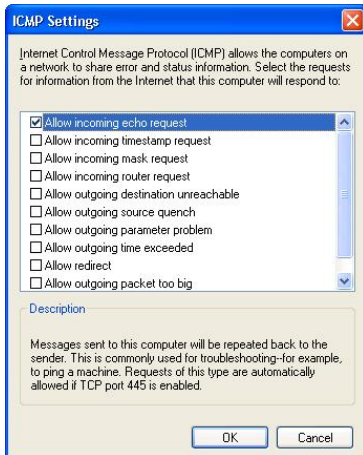 ICMP Settings
Internet Control Message Protocol (ICMP) allows the computers on
a network to share error and status information. Select the requests
for information from the Internet that this computer will respond to:
Allow incoming echo request
Allow incoming timestamp request
Allow incoming mask request
Allow incoming router request
Allow outgoing destination unreachable
Allow outgoing source quench
Allow outgoing parameter problem
Allow outgoing time exceeded
Allow redirect
Allow outgoing packet too big
Description
Messages sent to this computer will be repeated back to the
sender. This is commonly used for troubleshooting--for example,
to ping a machine. Requests of this type are automatically
allowed if TCP port 445 is enabled.
OK
Cancel